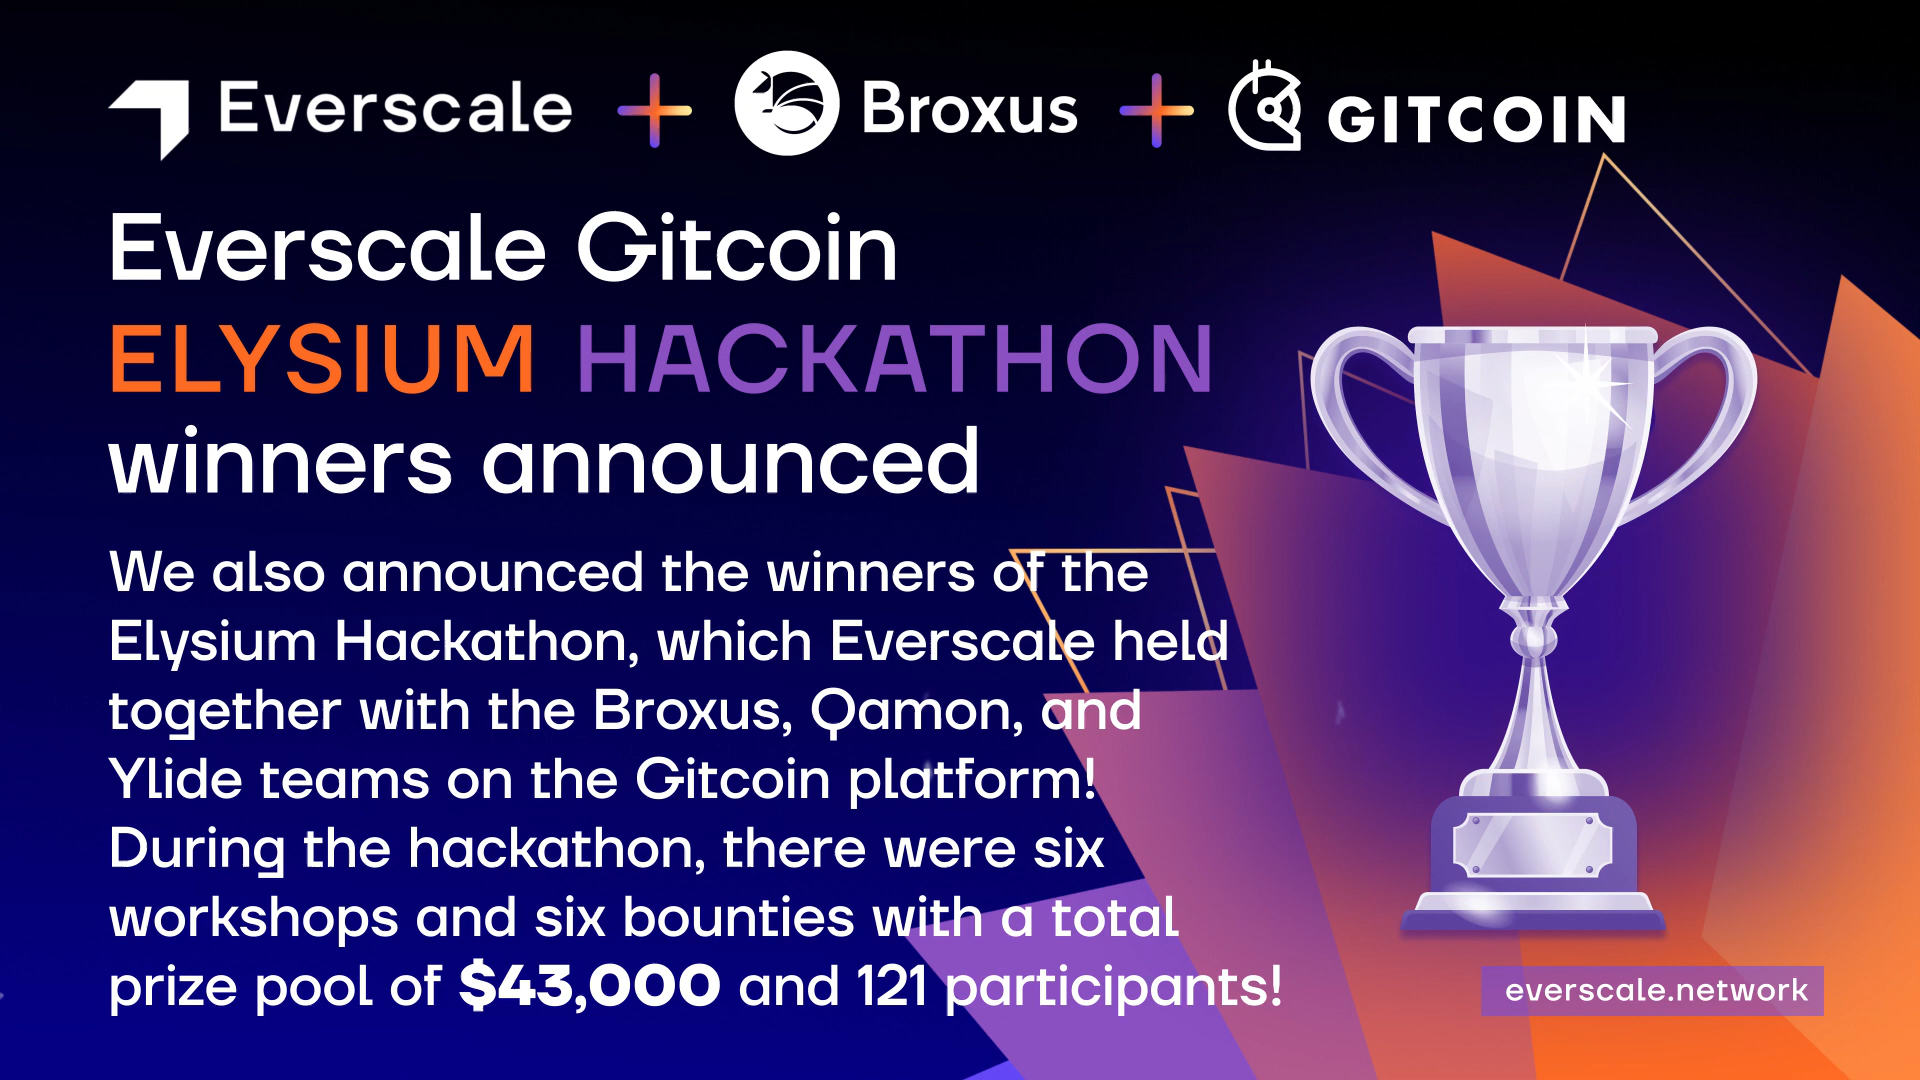 Everscale + Broxus + GITCOIN
Everscale Gitcoin
ELYSIUM HACKATHON
winners announced
We also announced the winners of the
Elysium Hackathon, which Everscale held
together with the Broxus, Qamon, and
Ylide teams on the Gitcoin platform!
During the hackathon, there were six
workshops and six bounties with a total
prize pool of $43,000 and 121 participants!
everscale.network